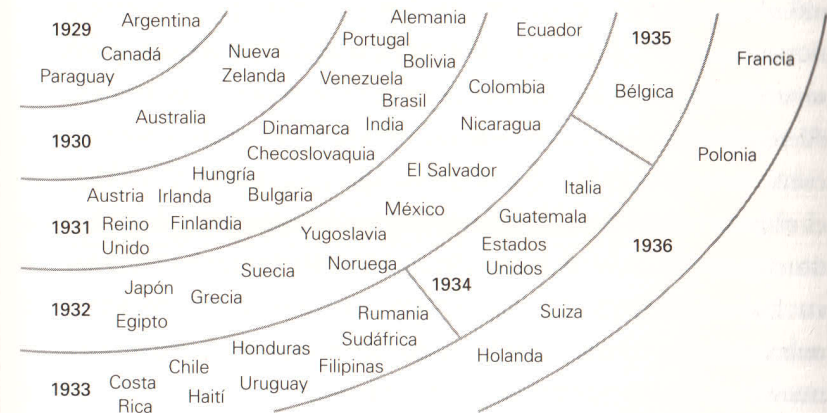 1929
Argentina
Canadá
Paraguay
1930
Australia
Nueva
Zelanda
1931
Reino
Unido
Austria
Irlanda
Finlandia
Hungría
Bulgaria
Checoslovaquia
Dinamarca
India
Brasil
Venezuela
Bolivia
Portugal
Alemania
1932
Egipto
Japón
Grecia
Suecia
Noruega
Yugoslavia
México
El Salvador
Nicaragua
Colombia
Ecuador
1933
Costa
Rica
Chile
Haití
Honduras
Uruguay
Filipinas
Sudáfrica
Rumania
1934
Estados
Unidos
Guatemala
Italia
1935
Bélgica
1936
Holanda
Suiza
Polonia
Francia